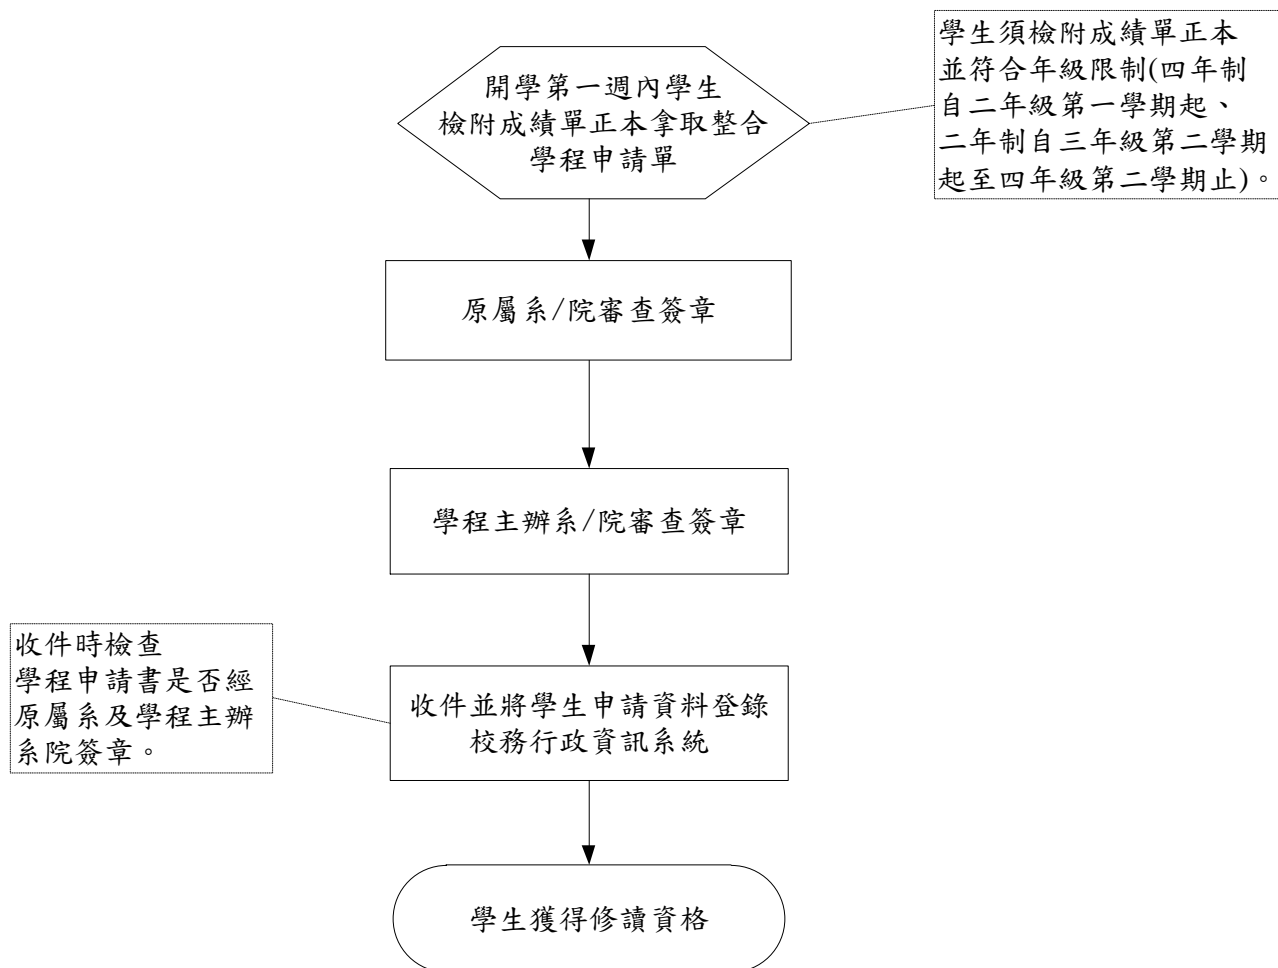 開學第一週內學生
檢附成績單正本拿取整合
學程申請單
學生須檢附成績單正本
並符合年級限制(四年制
自二年級第一學期起、
二年制自三年級第二學期
起至四年級第二學期止)。
原屬系/院審查簽章
學程主辦系/院審查簽章
收件時檢查
學程申請書是否經
原屬系及學程主辦
系院簽章。
收件並將學生申請資料登錄
校務行政資訊系統
學生獲得修讀資格